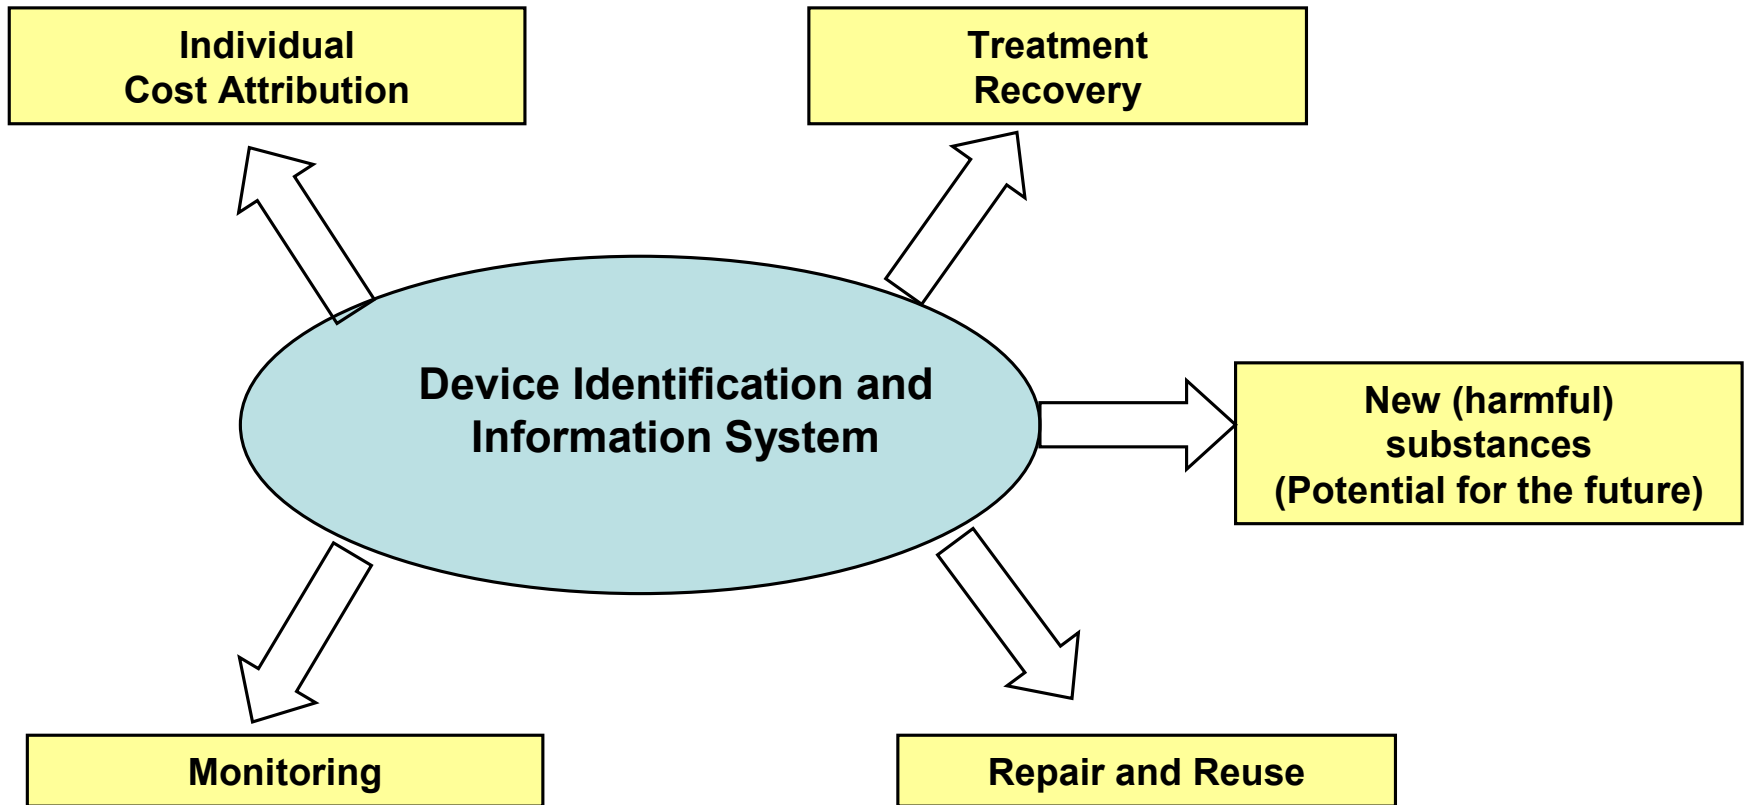 Individual
Cost Attribution
Treatment
Recovery
Device Identification and
Information System
New (harmful)
substances
(Potential for the future)
Monitoring
Repair and Reuse